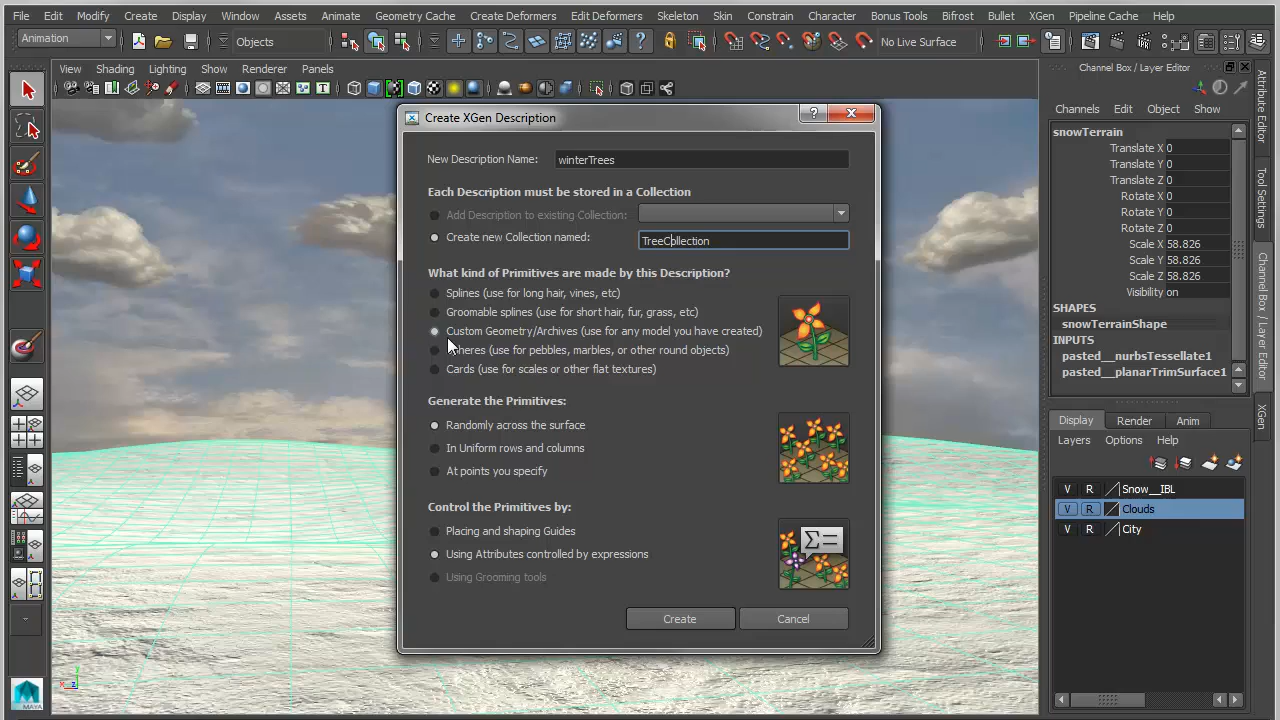 File Edit Modify Create Display Window Assets Animate Geometry Cache Create Deformers Edit Deformers Skeleton Skin Constrain Character Bonus Tools Bifrost Bullet XGen Pipeline Cache Help
Animation Objects No Live Surface
View Shading Lighting Show Renderer Panels
Channel Box / Layer Editor
Channels Edit Object Show
snowTerrain
Translate X 0
Translate Y 0
Translate Z 0
Rotate X 0
Rotate Y 0
Rotate Z 0
Scale X 58.826
Scale Y 58.826
Scale Z 58.826
Visibility on
SHAPES
snowTerrainShape
INPUTS
pasted__nurbsTessellate1
pasted__planarTrimSurface1
Display Render Anim
Layers Options Help
V R Snow__IBL
V R Clouds
V R City
Attribute Editor
Tool Settings
Channel Box / Layer Editor
XGen
Create XGen Description
New Description Name: winterTrees
Each Description must be stored in a Collection
Add Description to existing Collection:
Create new Collection named: TreeCollection
What kind of Primitives are made by this Description?
Splines (use for long hair, vines, etc)
Groomable splines (use for short hair, fur, grass, etc)
Custom Geometry/Archives (use for any model you have created)
heres (use for pebbles, marbles, or other round objects)
Cards (use for scales or other flat textures)
Generate the Primitives:
Randomly across the surface
In Uniform rows and columns
At points you specify
Control the Primitives by:
Placing and shaping Guides
Using Attributes controlled by expressions
Using Grooming tools
Σ=
Create Cancel
y
z x
MAYA